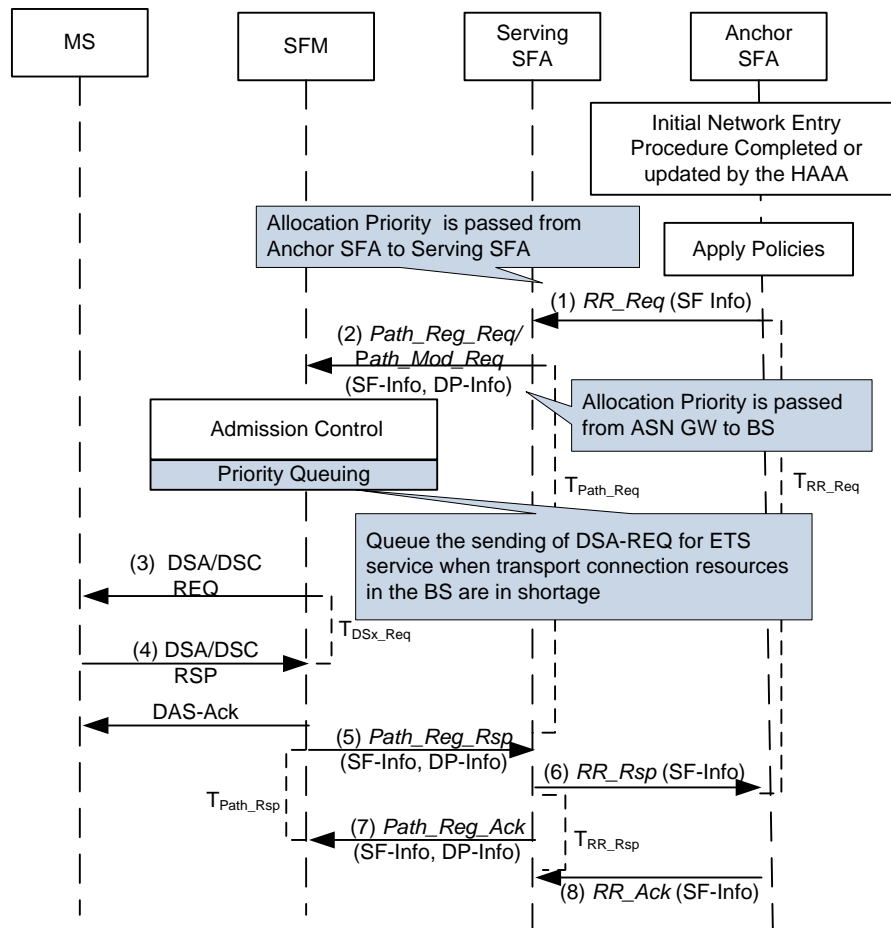 MS
SFM
Serving
SFA
Anchor
SFA
Initial Network Entry
Procedure Completed or
updated by the HAAA
Allocation Priority is passed from
Anchor SFA to Serving SFA
Apply Policies
(1) RR_Req (SF Info)
(2) Path_Reg_Req/
Path_Mod_Req
(SF-Info, DP-Info)
Allocation Priority is passed
from ASN GW to BS
Admission Control
Priority Queuing
TPath_Req
TRR_Req
Queue the sending of DSA-REQ for ETS
service when transport connection resources
in the BS are in shortage
(3) DSA/DSC
REQ
TDSx_Req
(4) DSA/DSC
RSP
DAS-Ack
(5) Path_Reg_Rsp
(SF-Info, DP-Info)
(6) RR_Rsp (SF-Info)
TPath_Rsp
(7) Path_Reg_Ack
(SF-Info, DP-Info)
TRR_Rsp
(8) RR_Ack (SF-Info)